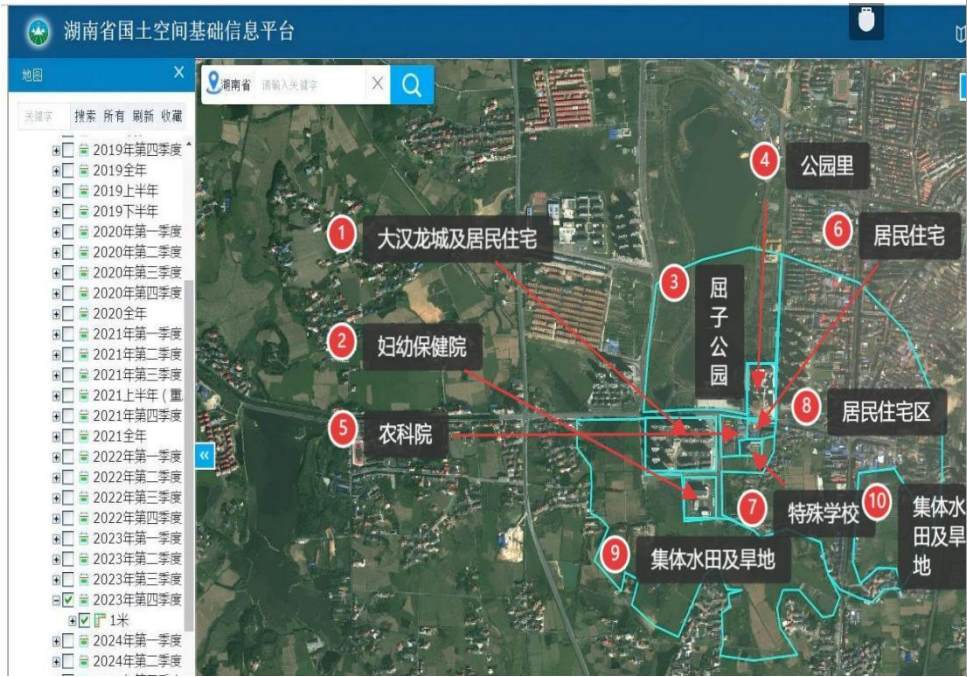 湖南省国土空间基础信息平台
地图
X
湖南省 请输入关键字 X
关键字 搜索 所有 刷新 收藏
2019年第四季度
2019全年
2019上半年
2019下半年
2020年第一季度
2020年第二季度
2020年第三季度
2020年第四季度
2020全年
2021年第一季度
2021年第二季度
2021年第三季度
2021上半年（重
2021年第四季度
2021全年
2022年第一季度
2022年第二季度
2022年第三季度
2022年第四季度
2023年第一季度
2023年第二季度
2023年第三季度
2023年第四季度
1米
2024年第一季度
2024年第二季度
«
1 大汉龙城及居民住宅
2 妇幼保健院
3 屈子公园
4 公园里
5 农科院
6 居民住宅
7 特殊学校
8 居民住宅区
9 集体水田及旱地
10 集体水
田及旱
地